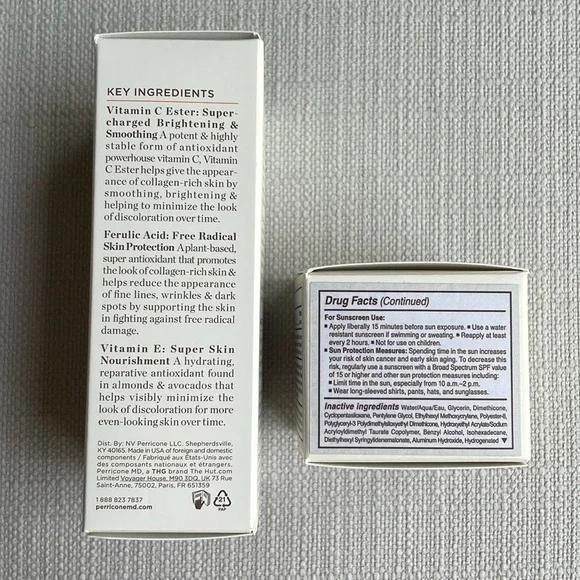 KEY INGREDIENTS
Vitamin C Ester: Super-
charged Brightening &
Smoothing A potent & highly
stable form of antioxidant
powerhouse vitamin C, Vitamin
C Ester helps give the appear-
ance of collagen-rich skin by
smoothing, brightening &
helping to minimize the look
of discoloration over time.
Ferulic Acid: Free Radical
Skin Protection A plant-based,
super antioxidant that promotes
the look of collagen-rich skin &
helps reduce the appearance
of fine lines, wrinkles & dark
spots by supporting the skin
in fighting against free radical
damage.
Vitamin E: Super Skin
Nourishment A hydrating,
reparative antioxidant found
in almonds & avocados that
helps visibly minimize the
look of discoloration for more
even-looking skin over time.
Dist. By: NV Perricone LLC. Shepherdsville,
KY 40165. Made in USA of foreign and domestic
components / Fabriqué aux États-Unis avec
des composants nationaux et étrangers.
Perricone MD, a THG brand The Hut.com
Limited Voyager House, M90 3DQ, UK 73 Rue
Saint-Anne, 75002, Paris, FR 651359
1 888 823 7837
perriconemd.com
21
PAP
Drug Facts (Continued)
For Sunscreen Use:
▪ Apply liberally 15 minutes before sun exposure. ▪ Use a water
resistant sunscreen if swimming or sweating. ▪ Reapply at least
every 2 hours. ▪ Not for use on children.
▪ Sun Protection Measures: Spending time in the sun increases
your risk of skin cancer and early skin aging. To decrease this
risk, regularly use a sunscreen with a Broad Spectrum SPF value
of 15 or higher and other sun protection measures including:
▪ Limit time in the sun, especially from 10 a.m.–2 p.m.
▪ Wear long-sleeved shirts, pants, hats, and sunglasses.
Inactive Ingredients Water/Aqua/Eau, Glycerin, Dimethicone,
Cyclopentasiloxane, Pentylene Glycol, Ethylhexyl Methoxycrylene, Polyester-8,
Polyglyceryl-3 Polydimethylsiloxyethyl Dimethicone, Hydroxyethyl Acrylate/Sodium
Acryloyldimethyl Taurate Copolymer, Benzyl Alcohol, Isohexadecane,
Diethylhexyl Syringylidenemalonate, Aluminum Hydroxide, Hydrogenated